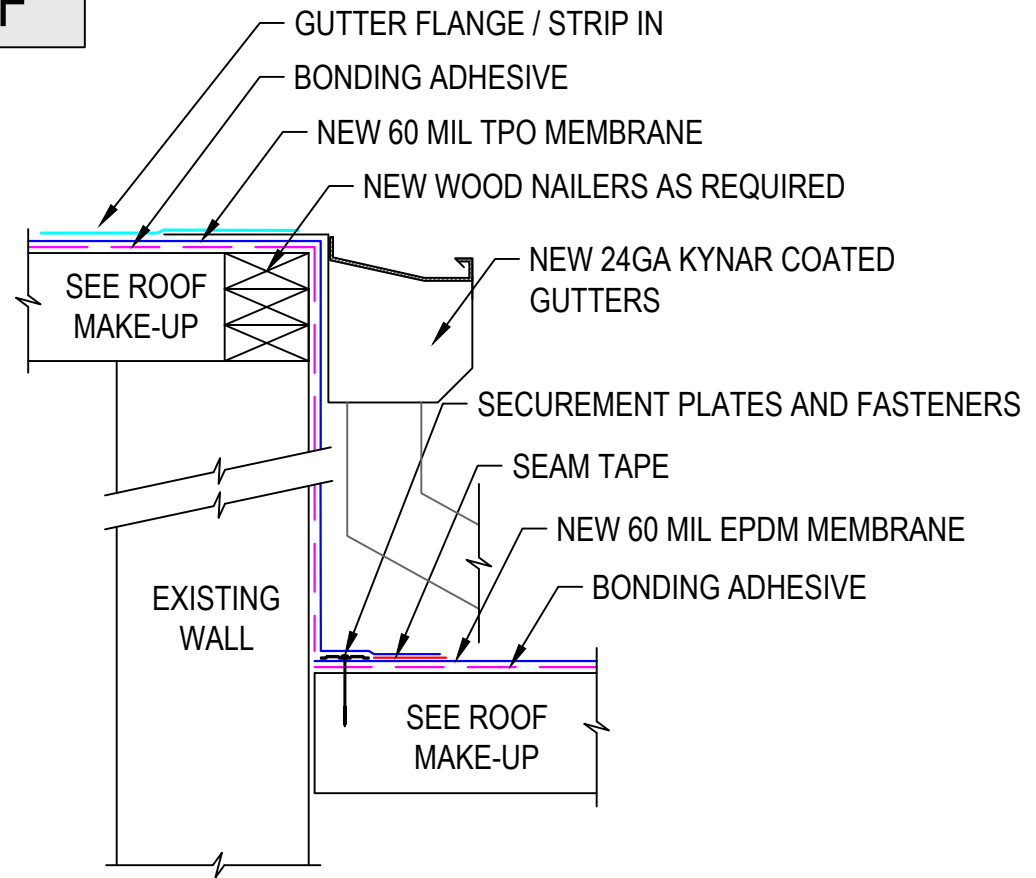 F
GUTTER FLANGE / STRIP IN
BONDING ADHESIVE
NEW 60 MIL TPO MEMBRANE
NEW WOOD NAILERS AS REQUIRED
NEW 24GA KYNAR COATED
GUTTERS
SEE ROOF
MAKE-UP
SECUREMENT PLATES AND FASTENERS
SEAM TAPE
NEW 60 MIL EPDM MEMBRANE
BONDING ADHESIVE
EXISTING
WALL
SEE ROOF
MAKE-UP